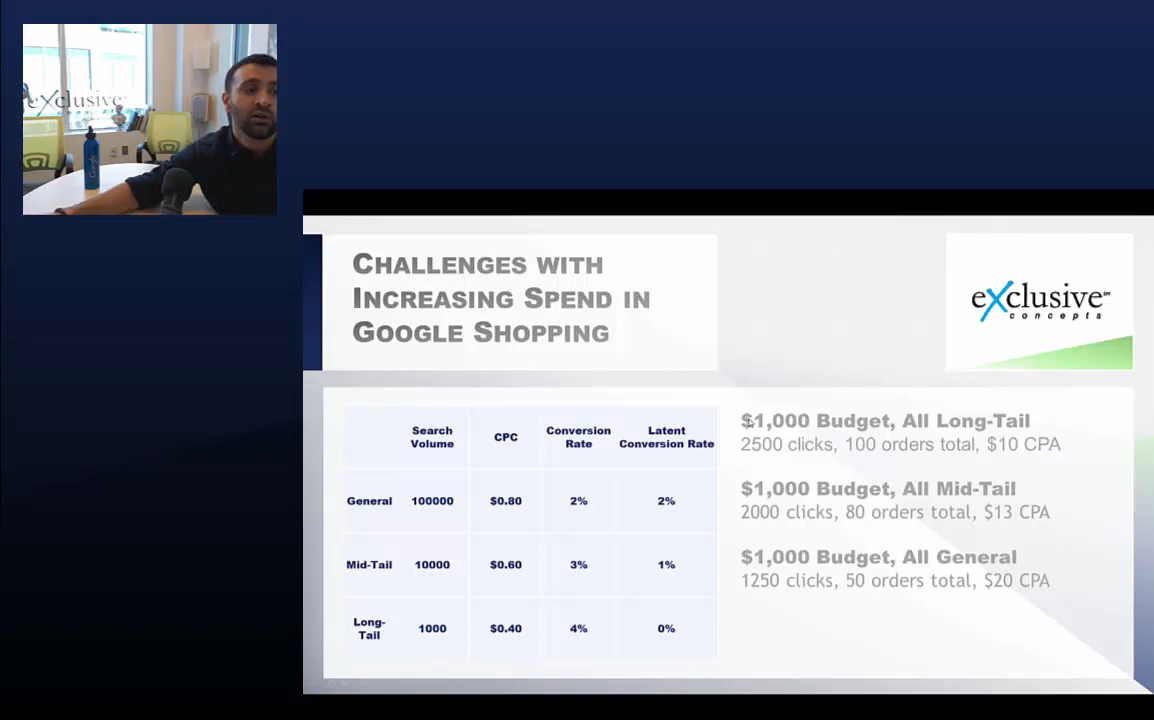 eXclusive
Google
CHALLENGES WITH
INCREASING SPEND IN
GOOGLE SHOPPING
eXclusive℠
concepts
Search Volume CPC Conversion Rate Latent Conversion Rate
General 100000 $0.80 2% 2%
Mid-Tail 10000 $0.60 3% 1%
Long-Tail 1000 $0.40 4% 0%
$1,000 Budget, All Long-Tail
2500 clicks, 100 orders total, $10 CPA
$1,000 Budget, All Mid-Tail
2000 clicks, 80 orders total, $13 CPA
$1,000 Budget, All General
1250 clicks, 50 orders total, $20 CPA